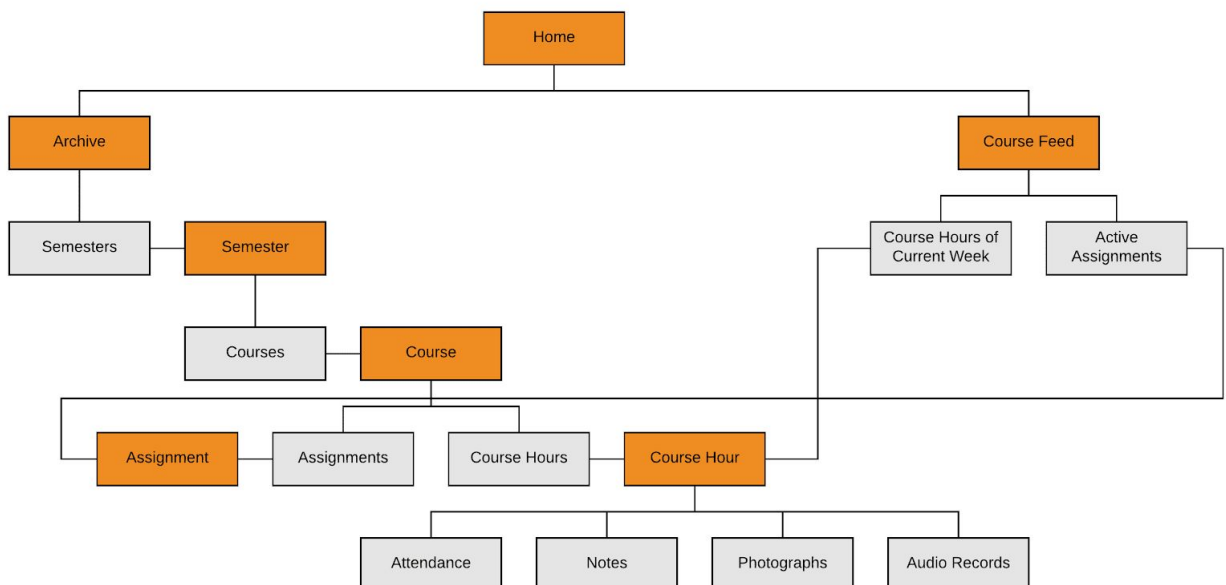 Home
Archive
Course Feed
Semesters
Semester
Course Hours of
Current Week
Active
Assignments
Courses
Course
Assignment
Assignments
Course Hours
Course Hour
Attendance
Notes
Photographs
Audio Records